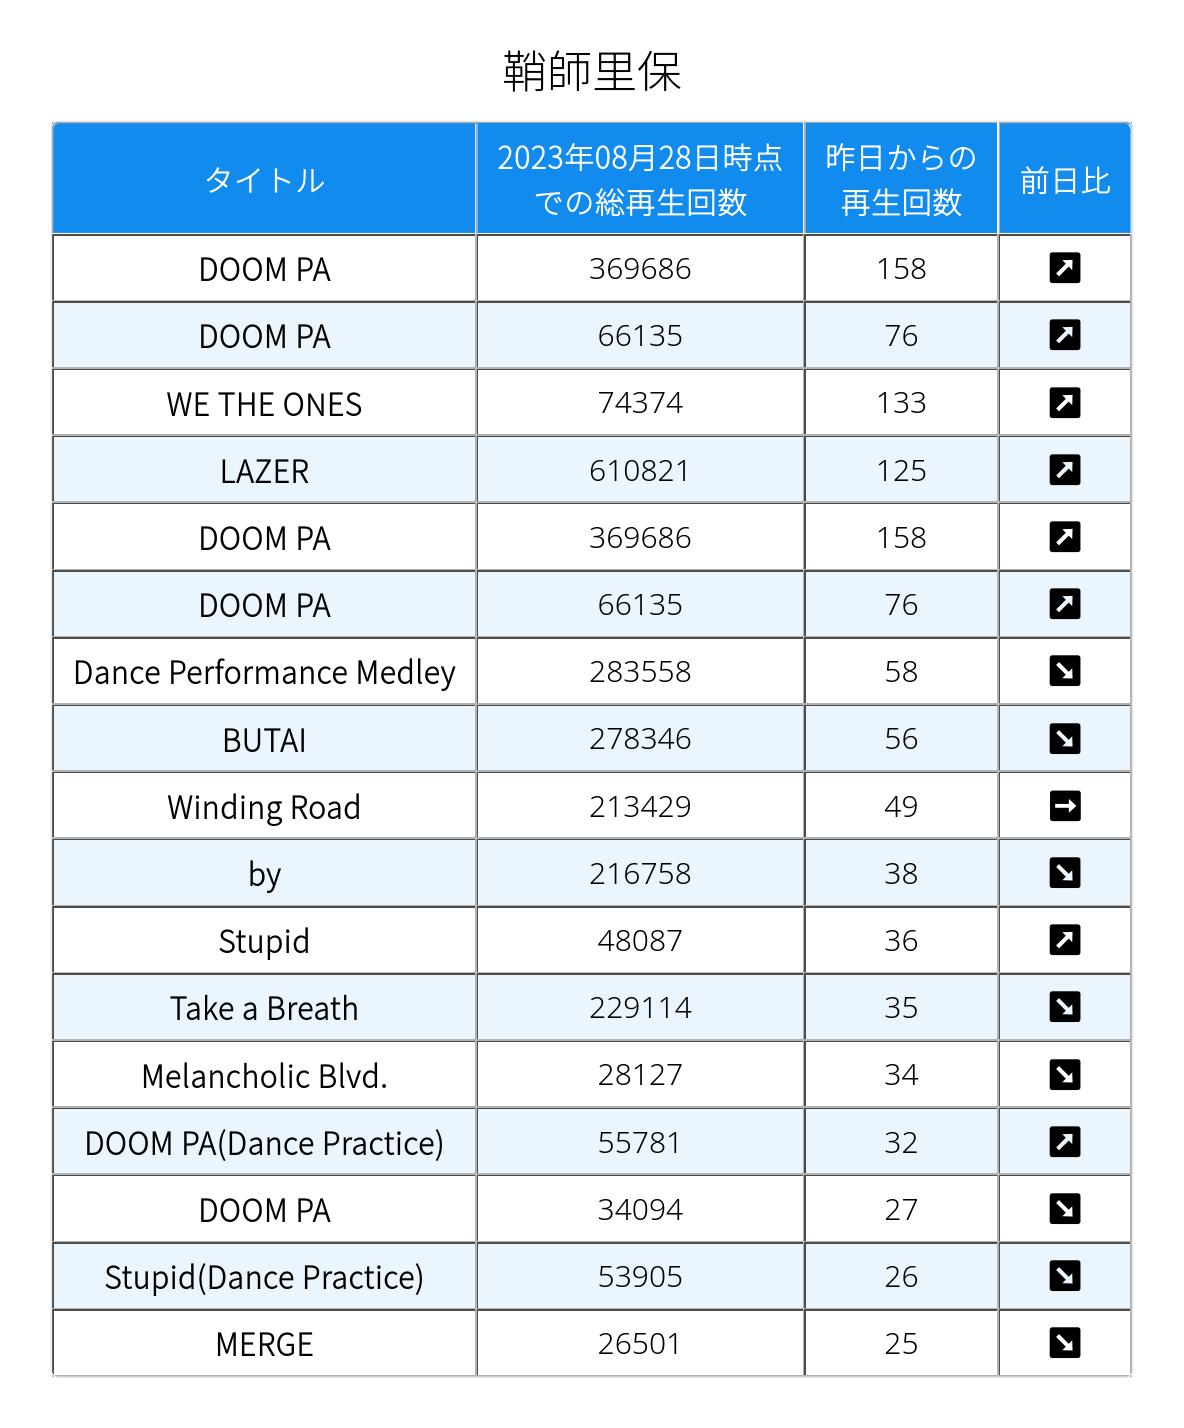 鞘師里保
タイトル 2023年08月28日時点での総再生回数 昨日からの再生回数 前日比
DOOM PA 369686 158 ↗
DOOM PA 66135 76 ↗
WE THE ONES 74374 133 ↗
LAZER 610821 125 ↗
DOOM PA 369686 158 ↗
DOOM PA 66135 76 ↗
Dance Performance Medley 283558 58 ↘
BUTAI 278346 56 ↘
Winding Road 213429 49 →
by 216758 38 ↘
Stupid 48087 36 ↗
Take a Breath 229114 35 ↘
Melancholic Blvd. 28127 34 ↘
DOOM PA(Dance Practice) 55781 32 ↗
DOOM PA 34094 27 ↘
Stupid(Dance Practice) 53905 26 ↘
MERGE 26501 25 ↘